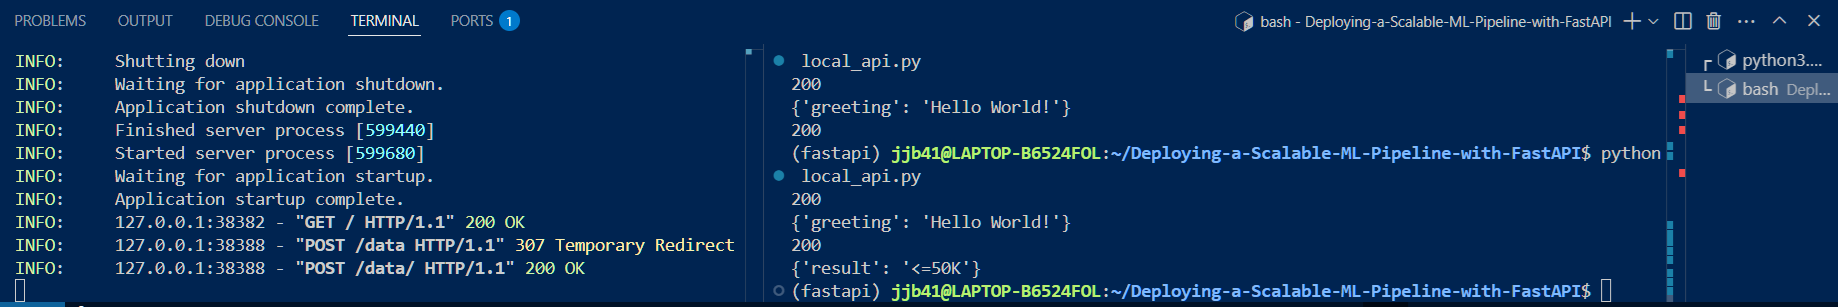 PROBLEMS OUTPUT DEBUG CONSOLE TERMINAL PORTS 1
bash - Deploying-a-Scalable-ML-Pipeline-with-FastAPI
INFO: Shutting down
INFO: Waiting for application shutdown.
INFO: Application shutdown complete.
INFO: Finished server process [599440]
INFO: Started server process [599680]
INFO: Waiting for application startup.
INFO: Application startup complete.
INFO: 127.0.0.1:38382 - "GET / HTTP/1.1" 200 OK
INFO: 127.0.0.1:38388 - "POST /data HTTP/1.1" 307 Temporary Redirect
INFO: 127.0.0.1:38388 - "POST /data/ HTTP/1.1" 200 OK
local_api.py
200
{'greeting': 'Hello World!'}
200
(fastapi) jjb41@LAPTOP-B6524FOL:~/Deploying-a-Scalable-ML-Pipeline-with-FastAPI$ python
local_api.py
200
{'greeting': 'Hello World!'}
200
{'result': '<=50K'}
(fastapi) jjb41@LAPTOP-B6524FOL:~/Deploying-a-Scalable-ML-Pipeline-with-FastAPI$
python3....
bash Depl...